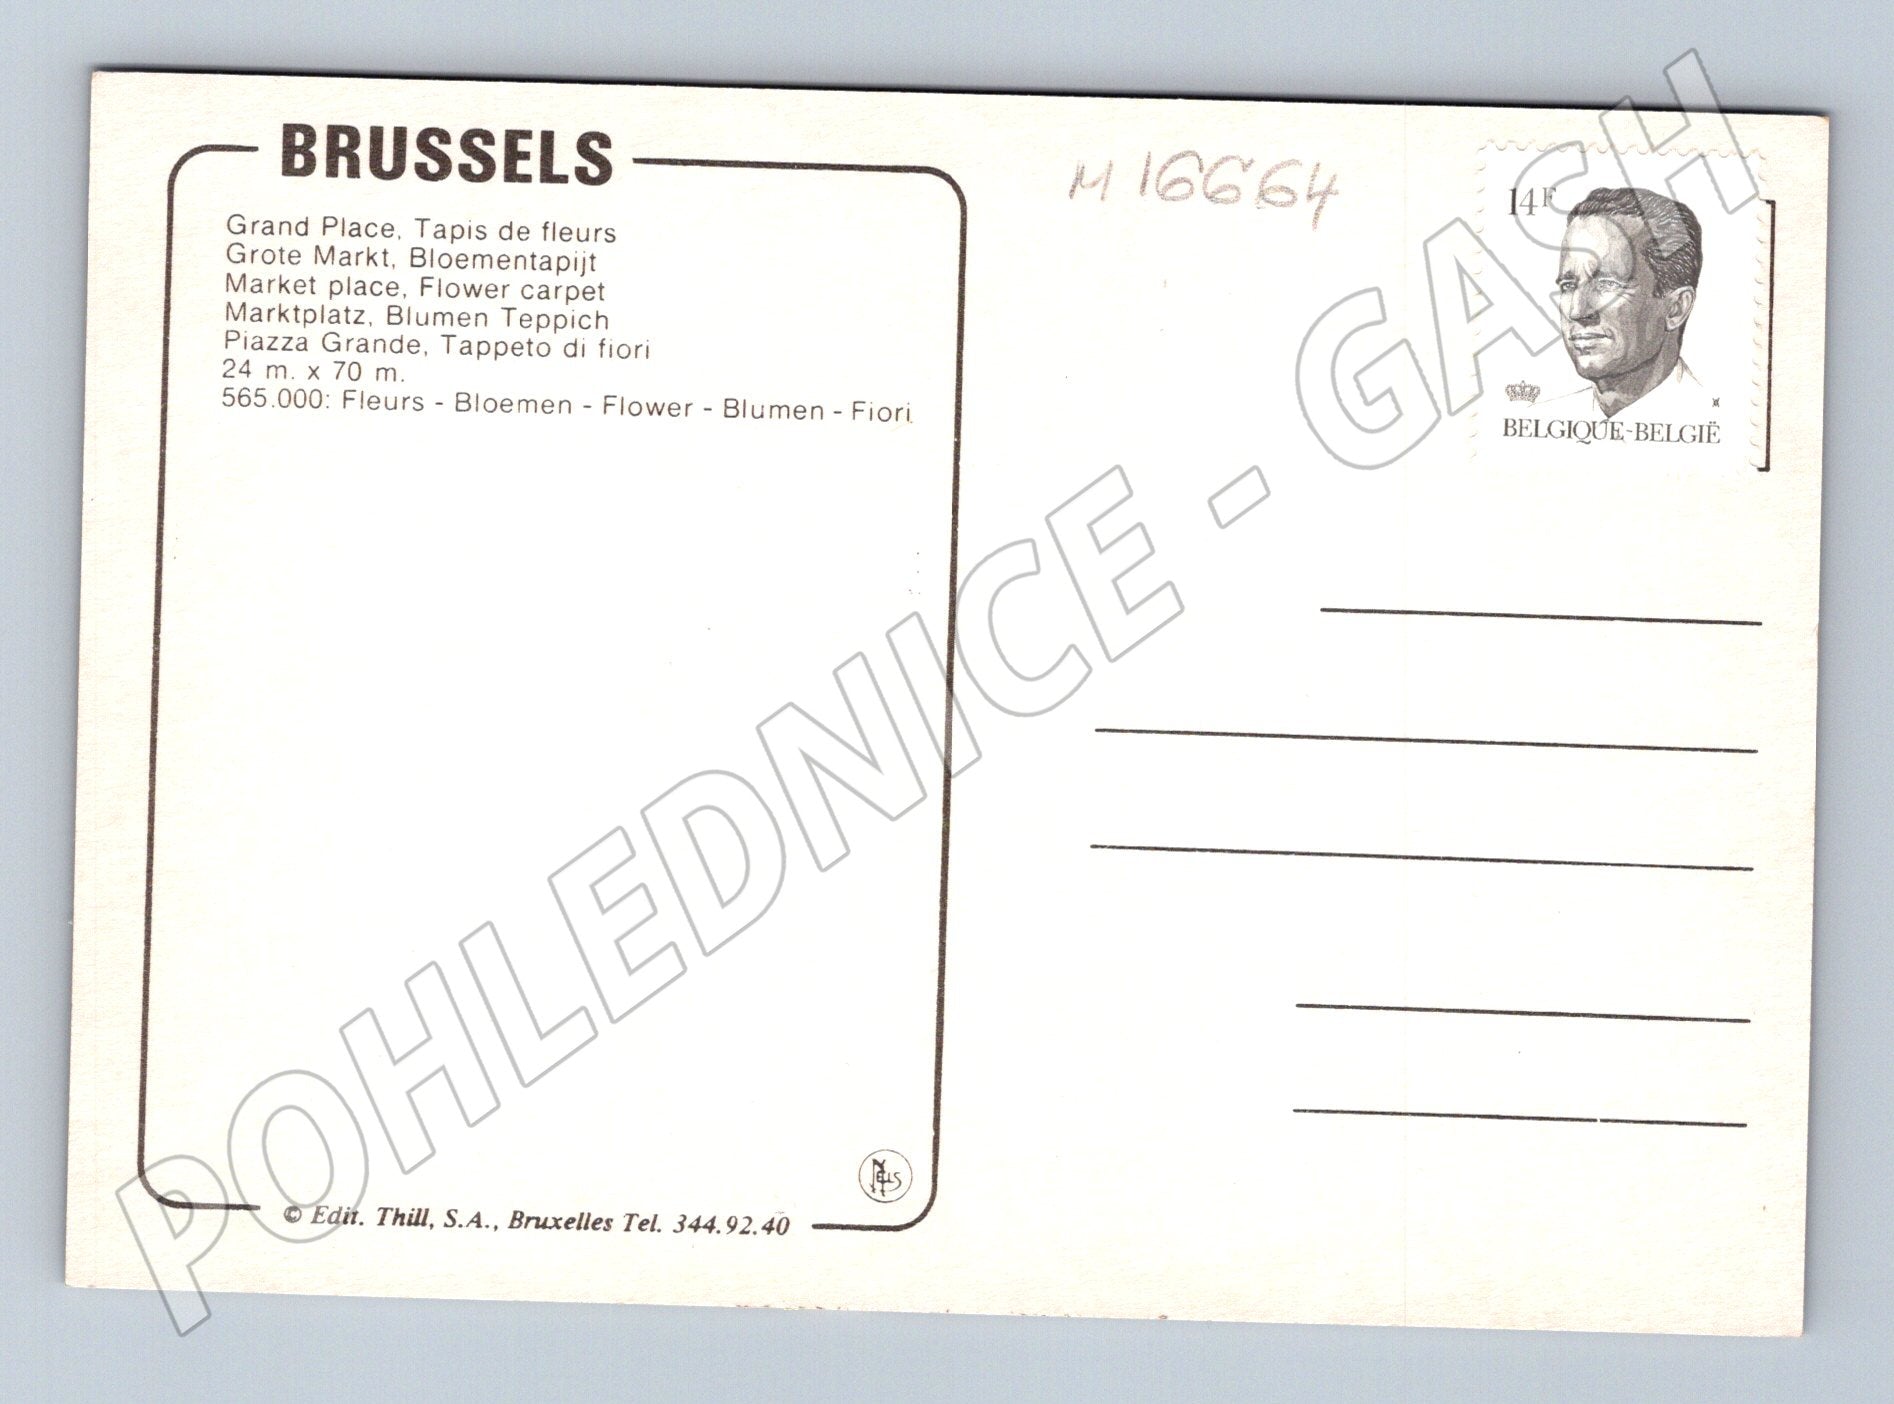 BRUSSELS
Grand Place, Tapis de fleurs
Grote Markt, Bloementapijt
Market place, Flower carpet
Marktplatz, Blumen Teppich
Piazza Grande, Tappeto di fiori
24 m. x 70 m.
565.000: Fleurs - Bloemen - Flower - Blumen - Fiori.
M 16664
14F
BELGIQUE-BELGIË
NELS
© Edit. Thill, S.A., Bruxelles Tel. 344.92.40
POHLEDNICE - GASH